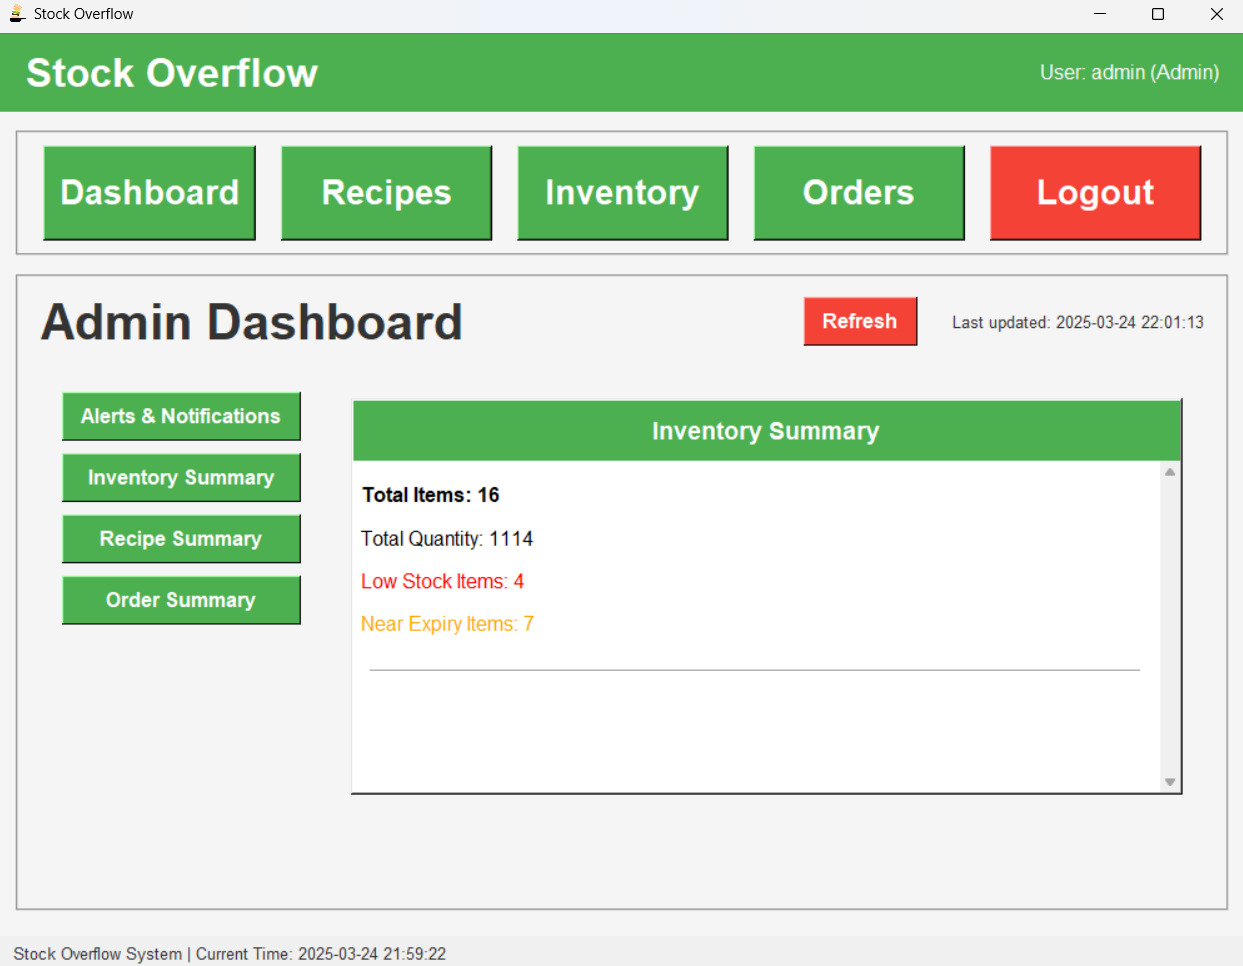 Stock Overflow
Stock Overflow
User: admin (Admin)
Dashboard
Recipes
Inventory
Orders
Logout
Admin Dashboard
Refresh
Last updated: 2025-03-24 22:01:13
Alerts & Notifications
Inventory Summary
Recipe Summary
Order Summary
Inventory Summary
Total Items: 16
Total Quantity: 1114
Low Stock Items: 4
Near Expiry Items: 7
Stock Overflow System | Current Time: 2025-03-24 21:59:22